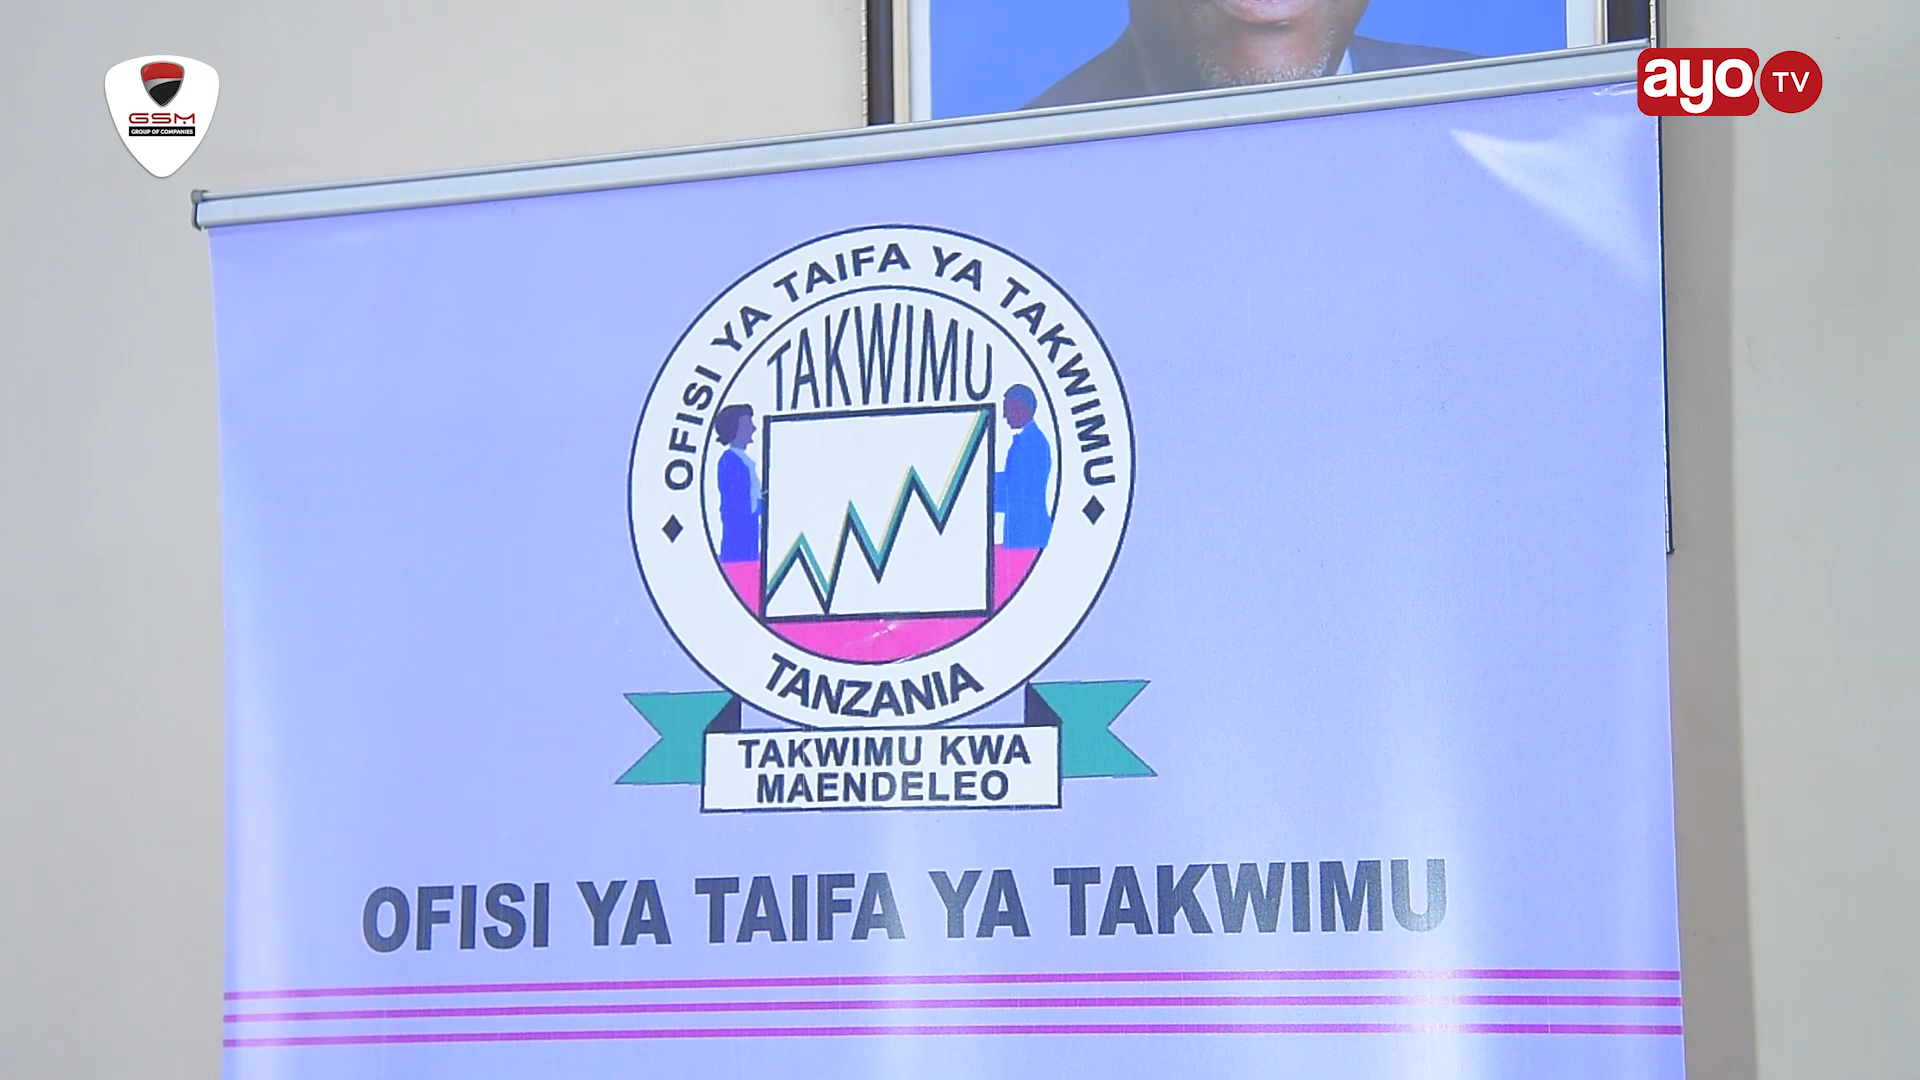 GSM
GROUP OF COMPANIES
ayo TV
OFISI YA TAIFA YA TAKWIMU
TAKWIMU
TANZANIA
TAKWIMU KWA
MAENDELEO
OFISI YA TAIFA YA TAKWIMU